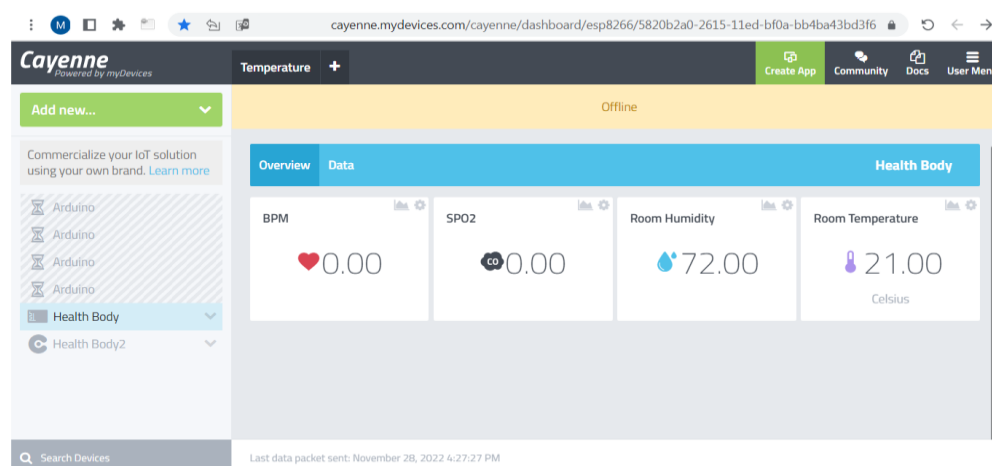 M
cayenne.mydevices.com/cayenne/dashboard/esp8266/5820b2a0-2615-11ed-bf0a-bb4ba43bd3f6
Cayenne
Powered by myDevices
Temperature +
Create App
Community
Docs
User Men
Add new...
Offline
Commercialize your IoT solution
using your own brand. Learn more
Overview Data Health Body
Arduino
Arduino
Arduino
Arduino
Health Body
Health Body2
BPM
0.00
SPO2
CO
0.00
Room Humidity
72.00
Room Temperature
21.00
Celsius
Search Devices
Last data packet sent: November 28, 2022 4:27:27 PM